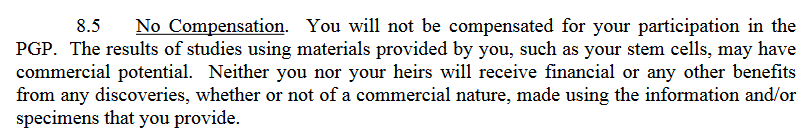 8.5 No Compensation. You will not be compensated for your participation in the
PGP. The results of studies using materials provided by you, such as your stem cells, may have
commercial potential. Neither you nor your heirs will receive financial or any other benefits
from any discoveries, whether or not of a commercial nature, made using the information and/or
specimens that you provide.